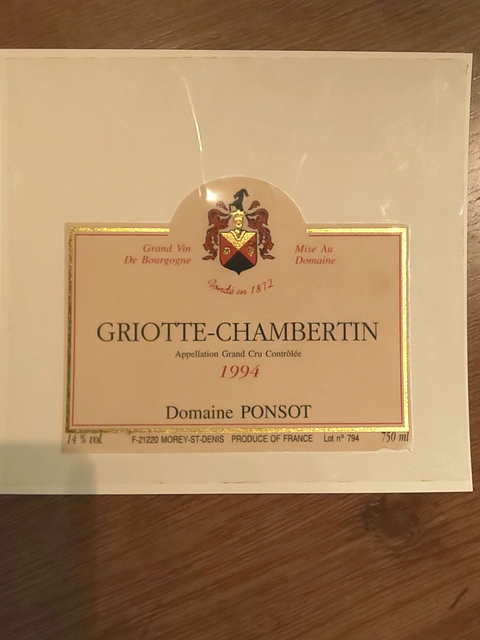 Grand Vin
De Bourgogne
Mise Au
Domaine
Fondé en 1872
GRIOTTE-CHAMBERTIN
Appellation Grand Cru Contrôlée
1994
Domaine PONSOT
14 % vol. F-21220 MOREY-ST-DENIS PRODUCE OF FRANCE Lot n° 794 750 ml